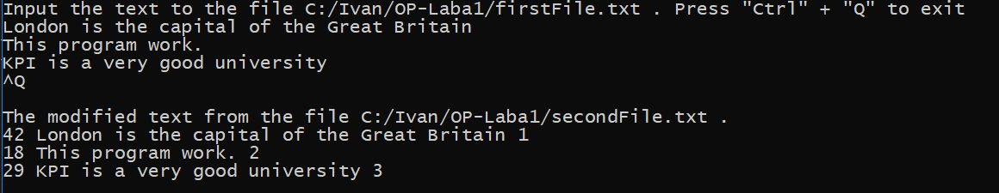 Input the text to the file C:/Ivan/OP-Laba1/firstFile.txt . Press "Ctrl" + "Q" to exit
London is the capital of the Great Britain
This program work.
KPI is a very good university
^Q
The modified text from the file C:/Ivan/OP-Laba1/secondFile.txt .
42 London is the capital of the Great Britain 1
18 This program work. 2
29 KPI is a very good university 3